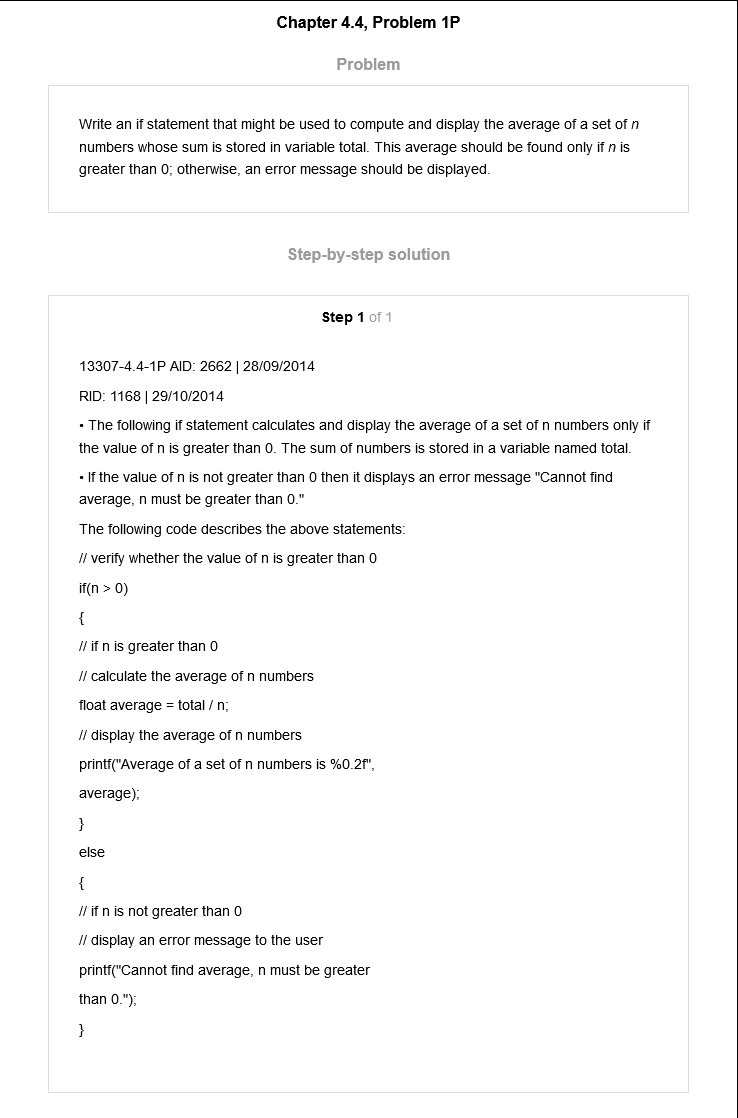 Chapter 4.4, Problem 1P
Problem
Write an if statement that might be used to compute and display the average of a set of n
numbers whose sum is stored in variable total. This average should be found only if n is
greater than 0; otherwise, an error message should be displayed.
Step-by-step solution
Step 1 of 1
13307-4.4-1P AID: 2662 | 28/09/2014
RID: 1168 | 29/10/2014
• The following if statement calculates and display the average of a set of n numbers only if
the value of n is greater than 0. The sum of numbers is stored in a variable named total.
• If the value of n is not greater than 0 then it displays an error message "Cannot find
average, n must be greater than 0."
The following code describes the above statements:
// verify whether the value of n is greater than 0
if(n > 0)
{
// if n is greater than 0
// calculate the average of n numbers
float average = total / n;
// display the average of n numbers
printf("Average of a set of n numbers is %0.2f",
average);
}
else
{
// if n is not greater than 0
// display an error message to the user
printf("Cannot find average, n must be greater
than 0.");
}